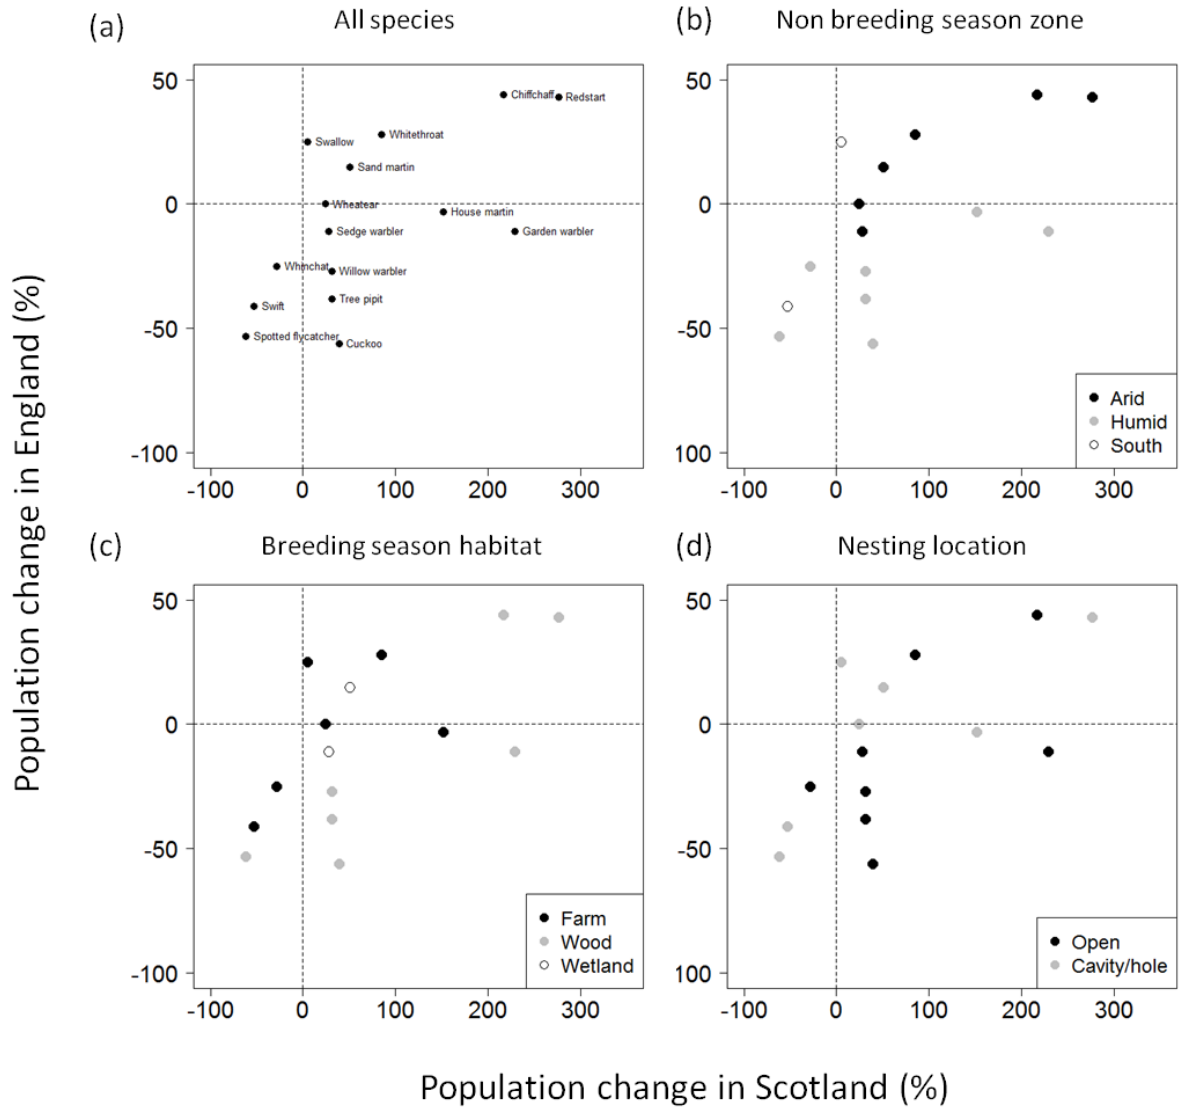 (a)
All species
50
0
-50
-100
-100
0
100
200
300
Chiffchaff
Redstart
Whitethroat
Swallow
Sand martin
Wheatear
House martin
Sedge warbler
Garden warbler
Whinchat
Willow warbler
Tree pipit
Swift
Spotted flycatcher
Cuckoo
(b)
Non breeding season zone
50
0
-50
100
-100
0
100
200
300
Arid
Humid
South
(c)
Breeding season habitat
50
0
-50
-100
-100
0
100
200
300
Farm
Wood
Wetland
(d)
Nesting location
50
0
-50
100
-100
0
100
200
300
Open
Cavity/hole
Population change in England (%)
Population change in Scotland (%)